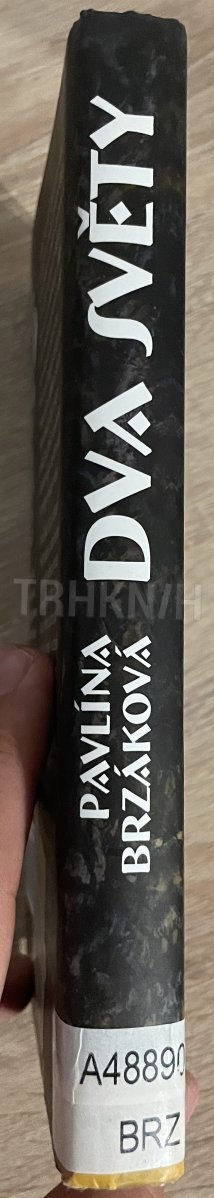 PAVLÍNA
BRZÁKOVÁ
DVA SVĚTY
TRHKNIH
A48890
BRZ